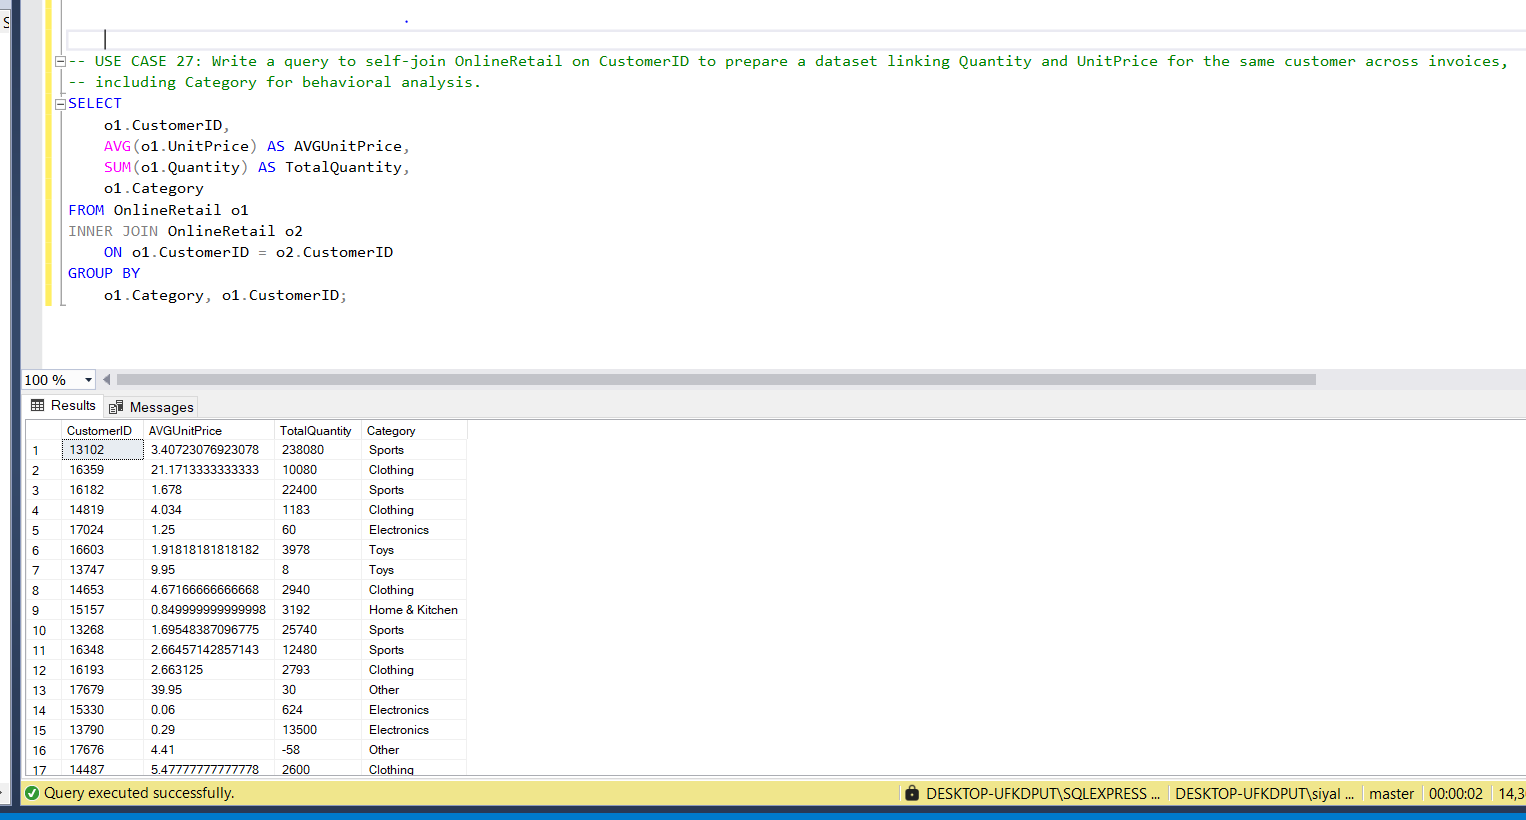 -- USE CASE 27: Write a query to self-join OnlineRetail on CustomerID to prepare a dataset linking Quantity and UnitPrice for the same customer across invoices,
-- including Category for behavioral analysis.
SELECT
o1.CustomerID,
AVG(o1.UnitPrice) AS AVGUnitPrice,
SUM(o1.Quantity) AS TotalQuantity,
o1.Category
FROM OnlineRetail o1
INNER JOIN OnlineRetail o2
ON o1.CustomerID = o2.CustomerID
GROUP BY
o1.Category, o1.CustomerID;
100 %
Results Messages
CustomerID AVGUnitPrice TotalQuantity Category
1 13102 3.40723076923078 238080 Sports
2 16359 21.1713333333333 10080 Clothing
3 16182 1.678 22400 Sports
4 14819 4.034 1183 Clothing
5 17024 1.25 60 Electronics
6 16603 1.91818181818182 3978 Toys
7 13747 9.95 8 Toys
8 14653 4.67166666666668 2940 Clothing
9 15157 0.849999999999998 3192 Home & Kitchen
10 13268 1.69548387096775 25740 Sports
11 16348 2.66457142857143 12480 Sports
12 16193 2.663125 2793 Clothing
13 17679 39.95 30 Other
14 15330 0.06 624 Electronics
15 13790 0.29 13500 Electronics
16 17676 4.41 -58 Other
17 14487 5.47777777777778 2600 Clothing
Query executed successfully. DESKTOP-UFKDPUT\SQLEXPRESS ... DESKTOP-UFKDPUT\siyal ... master 00:00:02 14,3